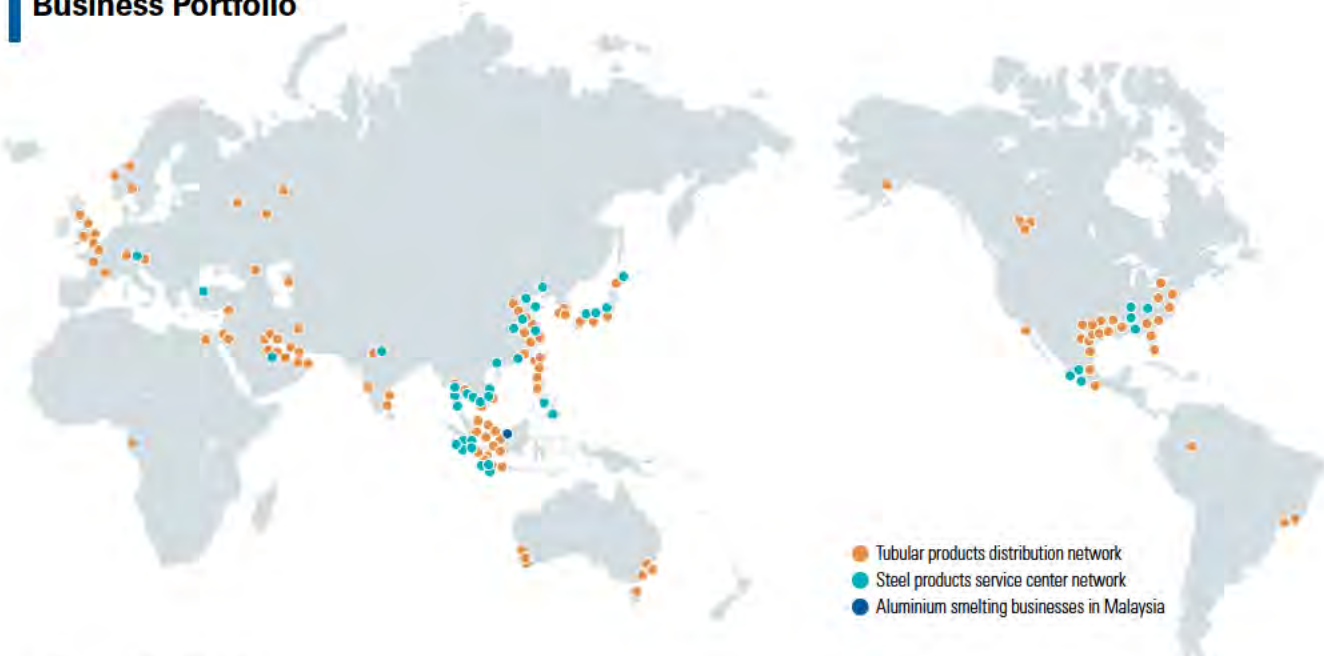 Business Portfolio
Tubular products distribution network
Steel products service center network
Aluminium smelting businesses in Malaysia